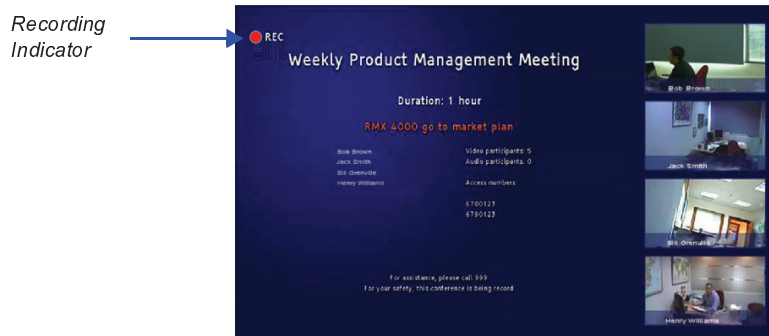 Recording
Indicator
REC
Weekly Product Management Meeting
Duration: 1 hour
RMX 4000 go to market plan
Bob Brown
Jack Smith
Bill Grenville
Henry Williams
Video participants: 5
Audio participants: 0
Access numbers:
6780123
6790123
For assistance, please call 999
For your safety, this conference is being record
Bob Brown
Jack Smith
Bill Grenville
Henry Williams